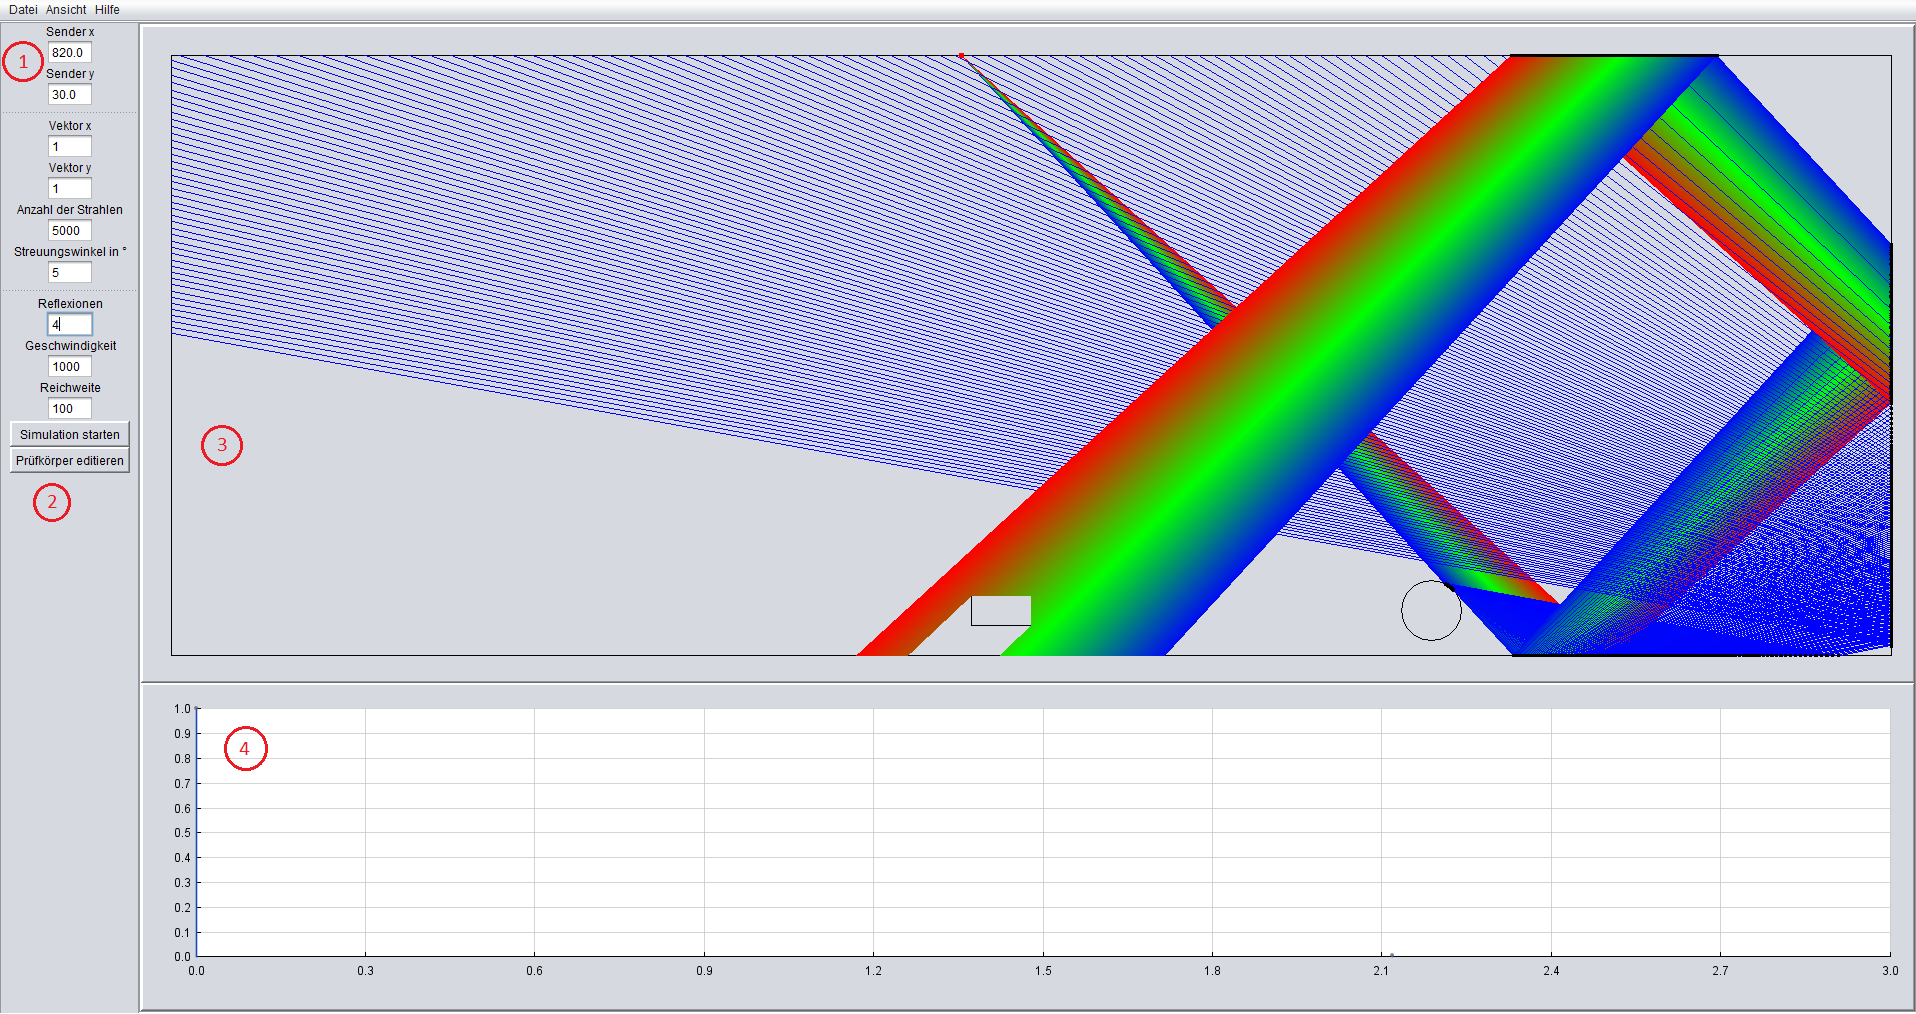 Datei Ansicht Hilfe
Sender x
1
820.0
Sender y
30.0
Vektor x
1
Vektor y
1
Anzahl der Strahlen
5000
Streuungswinkel in °
5
Reflexionen
4
Geschwindigkeit
1000
Reichweite
100
Simulation starten
Prüfkörper editieren
2
3
1.0
0.9
0.8
0.7
0.6
0.5
0.4
0.3
0.2
0.1
0.0
4
0.0 0.3 0.6 0.9 1.2 1.5 1.8 2.1 2.4 2.7 3.0